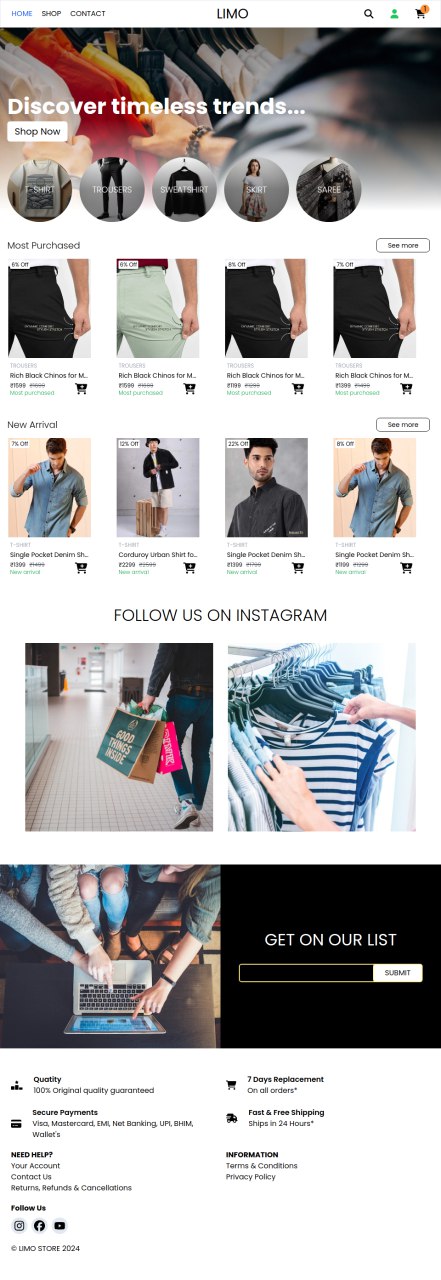 HOME SHOP CONTACT LIMO 1
Discover timeless trends...
Shop Now
T-SHIRT TROUSERS SWEATSHIRT SKIRT SAREE
Most Purchased See more
6% Off 6% Off 8% Off 7% Off
TROUSERS TROUSERS TROUSERS TROUSERS
Rich Black Chinos for M... Rich Black Chinos for M... Rich Black Chinos for M... Rich Black Chinos for M...
₹1599 ₹1699 ₹1599 ₹1699 ₹1199 ₹1299 ₹1399 ₹1499
Most purchased Most purchased Most purchased Most purchased
New Arrival See more
7% Off 12% Off 22% Off 8% Off
T-SHIRT T-SHIRT T-SHIRT T-SHIRT
Single Pocket Denim Sh... Corduroy Urban Shirt fo... Single Pocket Denim Sh... Single Pocket Denim Sh...
₹1399 ₹1499 ₹2299 ₹2599 ₹1399 ₹1799 ₹1199 ₹1299
New arrival New arrival New arrival New arrival
FOLLOW US ON INSTAGRAM
GOOD
THINGS
INSIDE
GET ON OUR LIST
SUBMIT
Quatity
100% Original quality guaranteed
7 Days Replacement
On all orders*
Secure Payments
Visa, Mastercard, EMI, Net Banking, UPI, BHIM,
Wallet's
Fast & Free Shipping
Ships in 24 Hours*
NEED HELP?
Your Account
Contact Us
Returns, Refunds & Cancellations
INFORMATION
Terms & Conditions
Privacy Policy
Follow Us
© LIMO STORE 2024